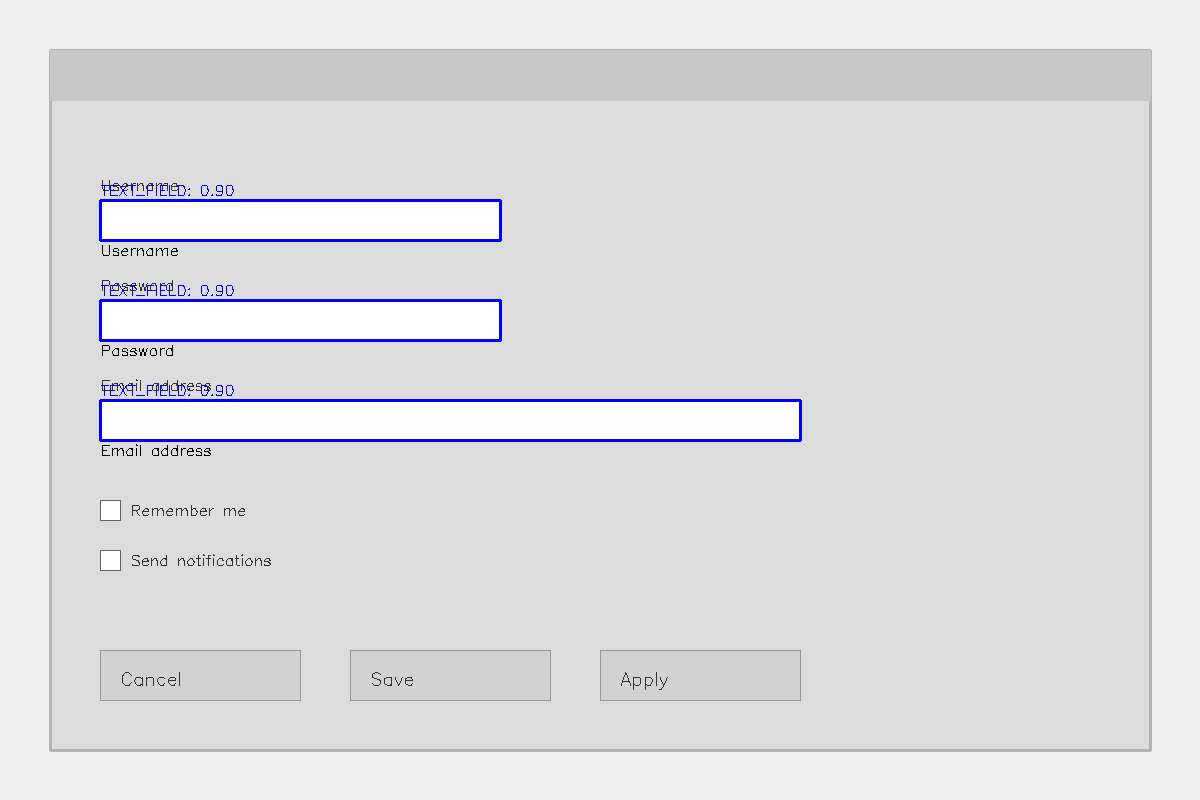 Username
TEXT_FIELD: 0.90
Username
Password
TEXT_FIELD: 0.90
Password
Email address
TEXT_FIELD: 0.90
Email address
Remember me
Send notifications
Cancel Save Apply